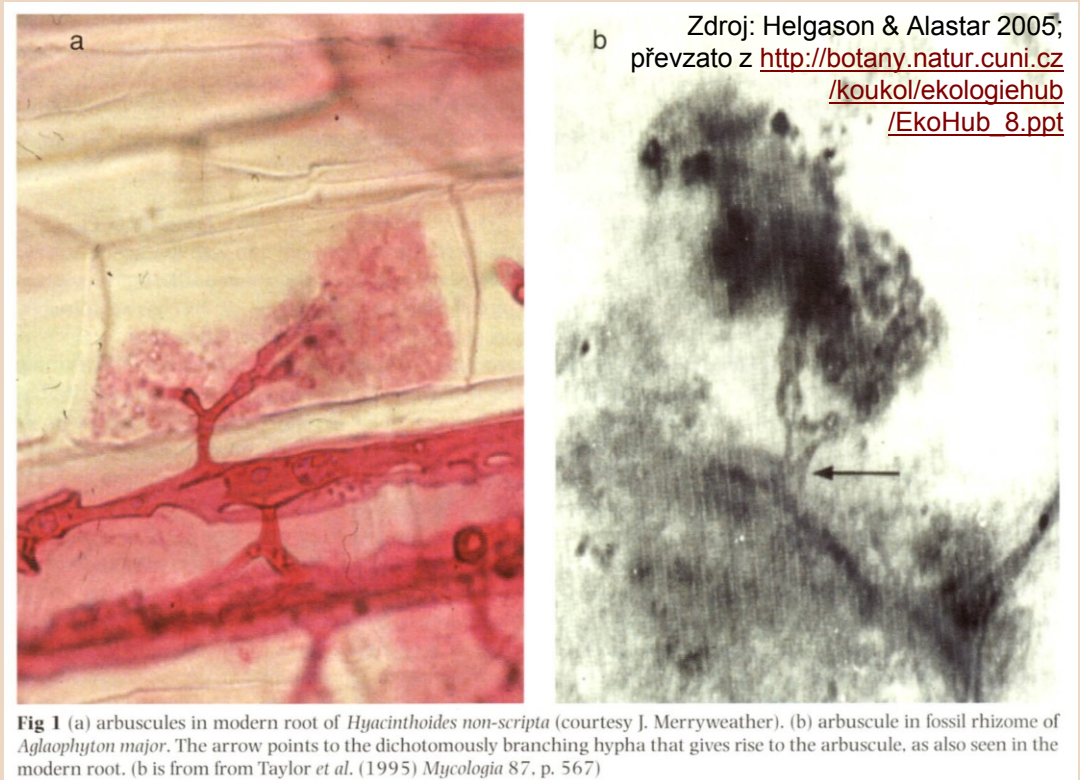 a
b
Zdroj: Helgason & Alastar 2005;
převzato z http://botany.natur.cuni.cz
/koukol/ekologiehub
/EkoHub_8.ppt
Fig 1 (a) arbuscules in modern root of Hyacinthoides non-scripta (courtesy J. Merryweather). (b) arbuscule in fossil rhizome of
Aglaophyton major. The arrow points to the dichotomously branching hypha that gives rise to the arbuscule, as also seen in the
modern root. (b is from from Taylor et al. (1995) Mycologia 87, p. 567)